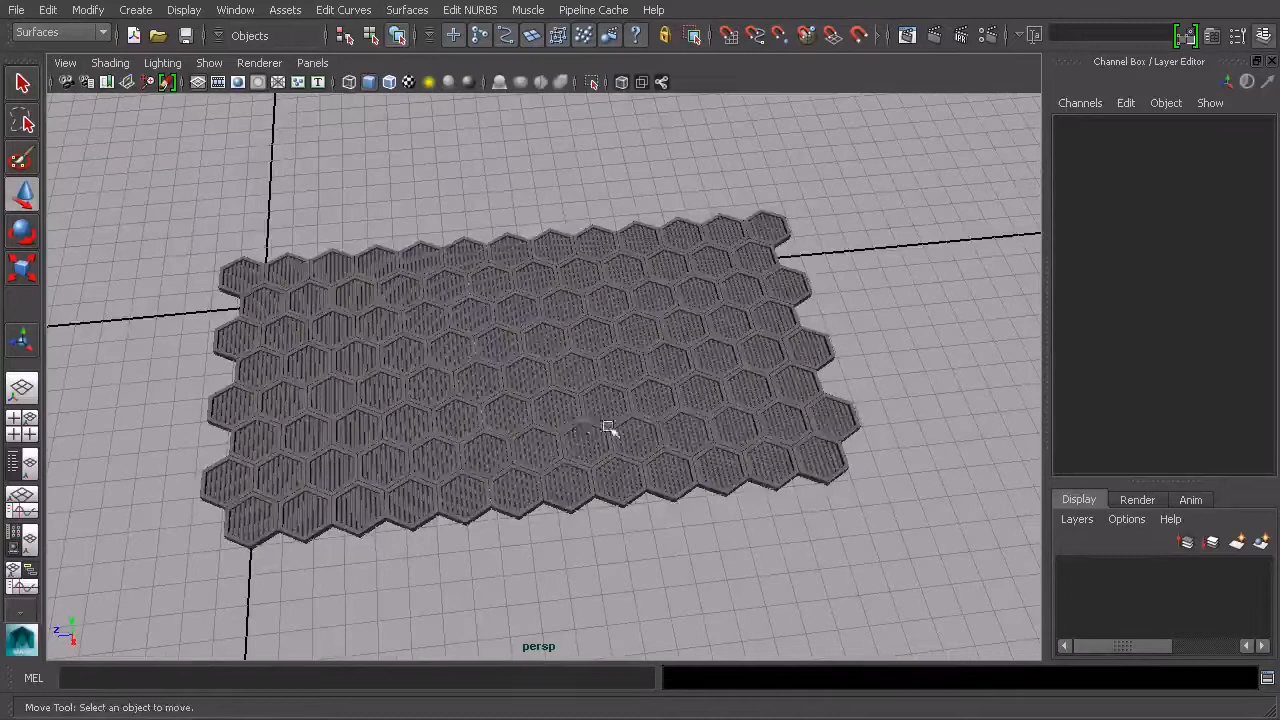 File Edit Modify Create Display Window Assets Edit Curves Surfaces Edit NURBS Muscle Pipeline Cache Help
Surfaces Objects
View Shading Lighting Show Renderer Panels
Channel Box / Layer Editor
Channels Edit Object Show
persp
Display Render Anim
Layers Options Help
MEL
Move Tool: Select an object to move.